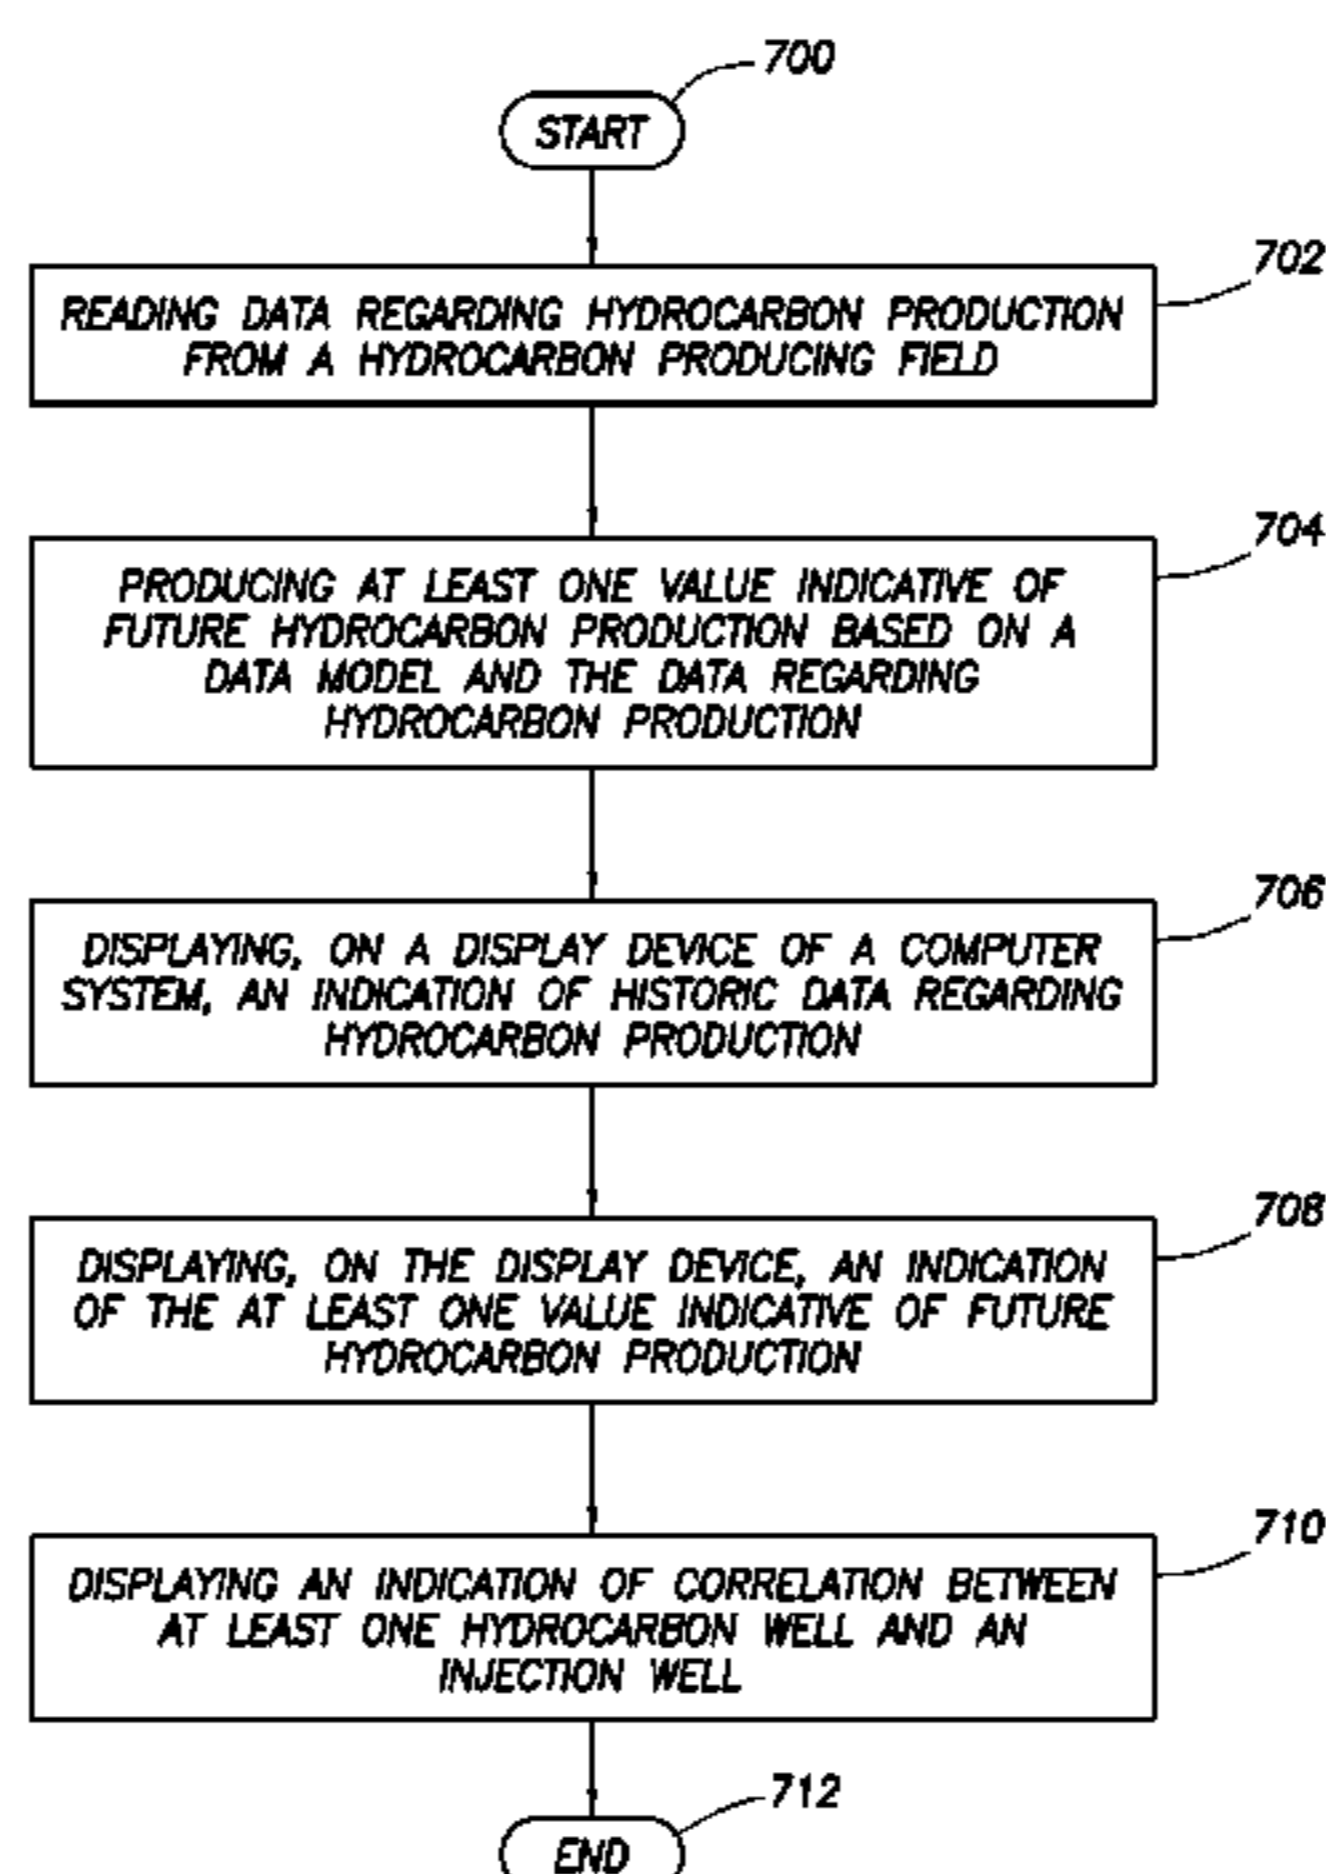 700
START
702
READING DATA REGARDING HYDROCARBON PRODUCTION
FROM A HYDROCARBON PRODUCING FIELD
704
PRODUCING AT LEAST ONE VALUE INDICATIVE OF
FUTURE HYDROCARBON PRODUCTION BASED ON A
DATA MODEL AND THE DATA REGARDING
HYDROCARBON PRODUCTION
706
DISPLAYING, ON A DISPLAY DEVICE OF A COMPUTER
SYSTEM, AN INDICATION OF HISTORIC DATA REGARDING
HYDROCARBON PRODUCTION
708
DISPLAYING, ON THE DISPLAY DEVICE, AN INDICATION
OF THE AT LEAST ONE VALUE INDICATIVE OF FUTURE
HYDROCARBON PRODUCTION
710
DISPLAYING AN INDICATION OF CORRELATION BETWEEN
AT LEAST ONE HYDROCARBON WELL AND AN
INJECTION WELL
712
END